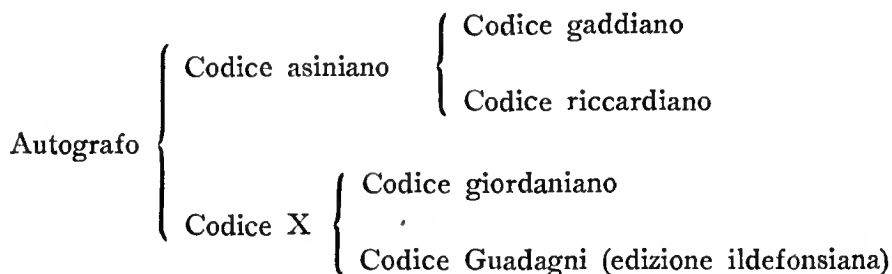 Codice gaddiano
Codice asiniano
Codice riccardiano
Autografo
Codice giordaniano
Codice X
Codice Guadagni (edizione ildefonsiana)